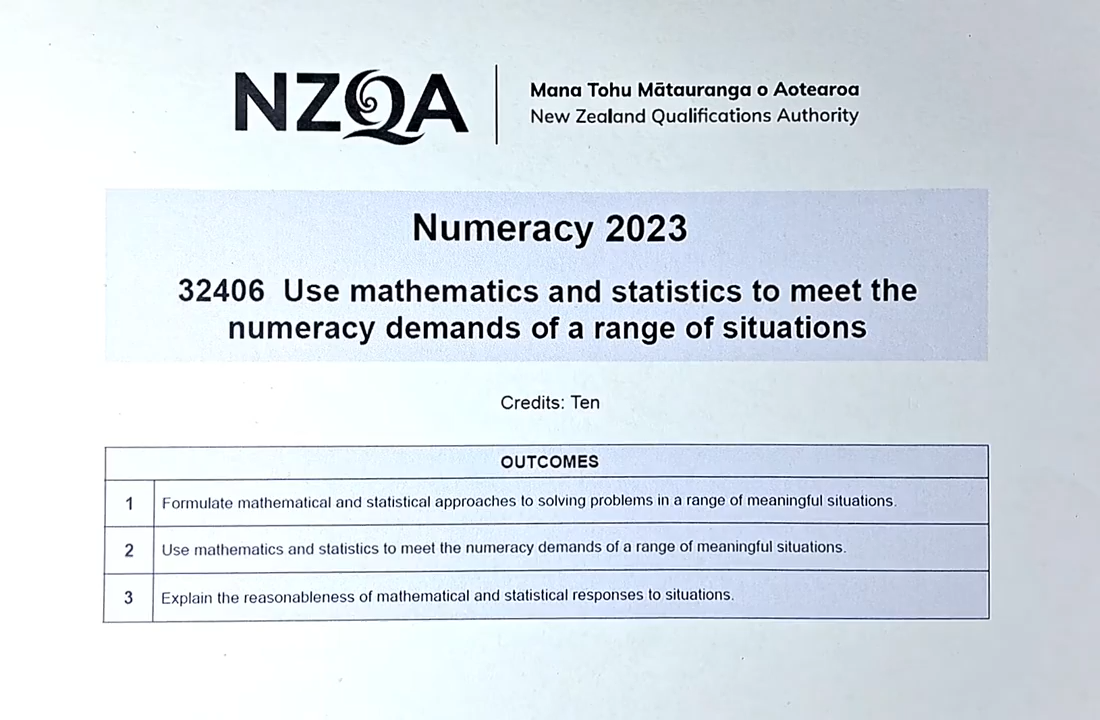 NZQA
Mana Tohu Mātauranga o Aotearoa
New Zealand Qualifications Authority
Numeracy 2023
32406 Use mathematics and statistics to meet the
numeracy demands of a range of situations
Credits: Ten
OUTCOMES
1 Formulate mathematical and statistical approaches to solving problems in a range of meaningful situations.
2 Use mathematics and statistics to meet the numeracy demands of a range of meaningful situations.
3 Explain the reasonableness of mathematical and statistical responses to situations.